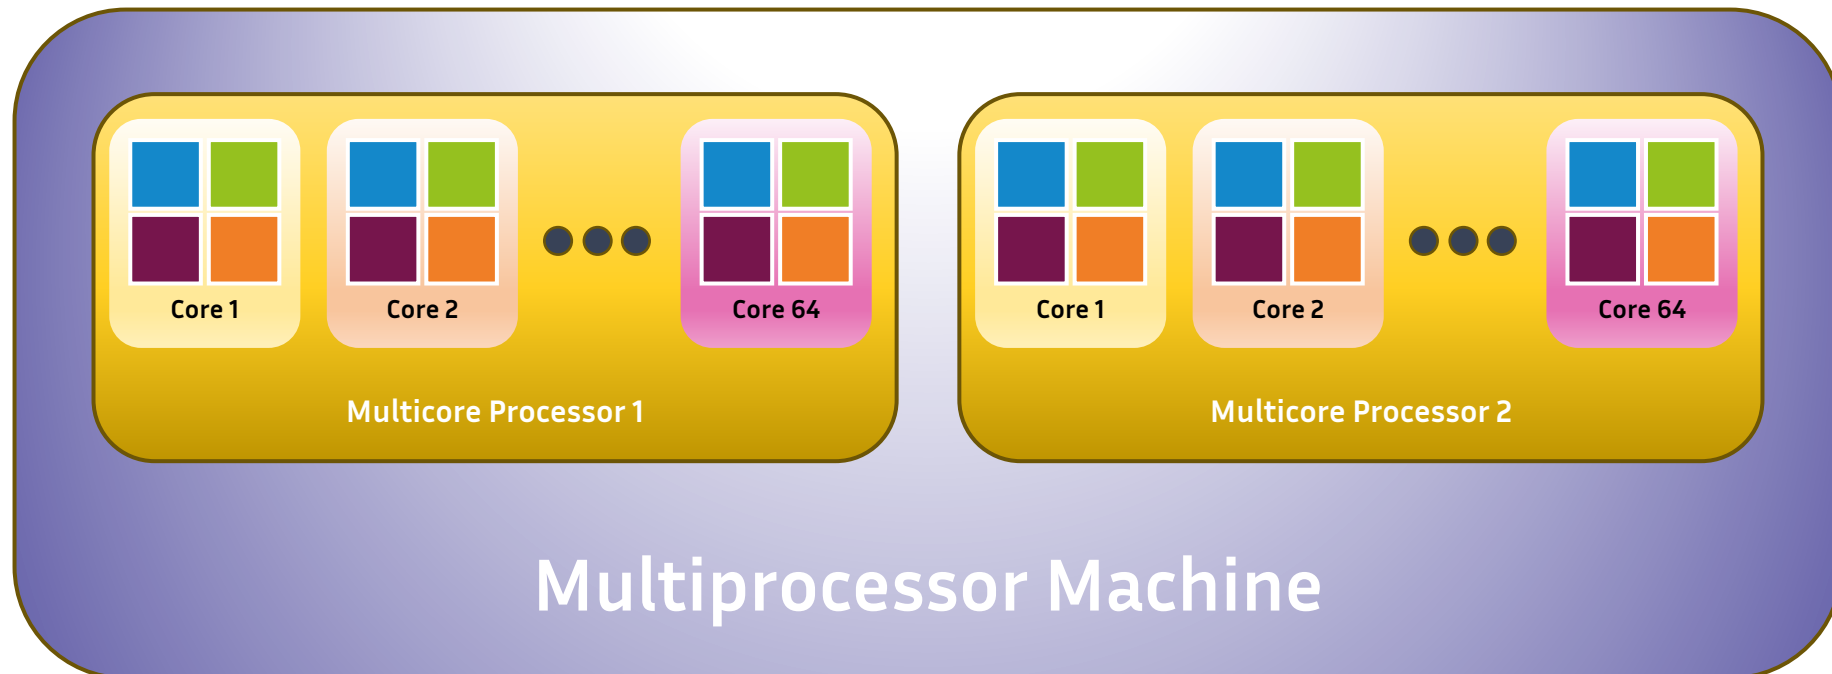 Core 1
Core 2
Core 64
Multicore Processor 1
Core 1
Core 2
Core 64
Multicore Processor 2
Multiprocessor Machine